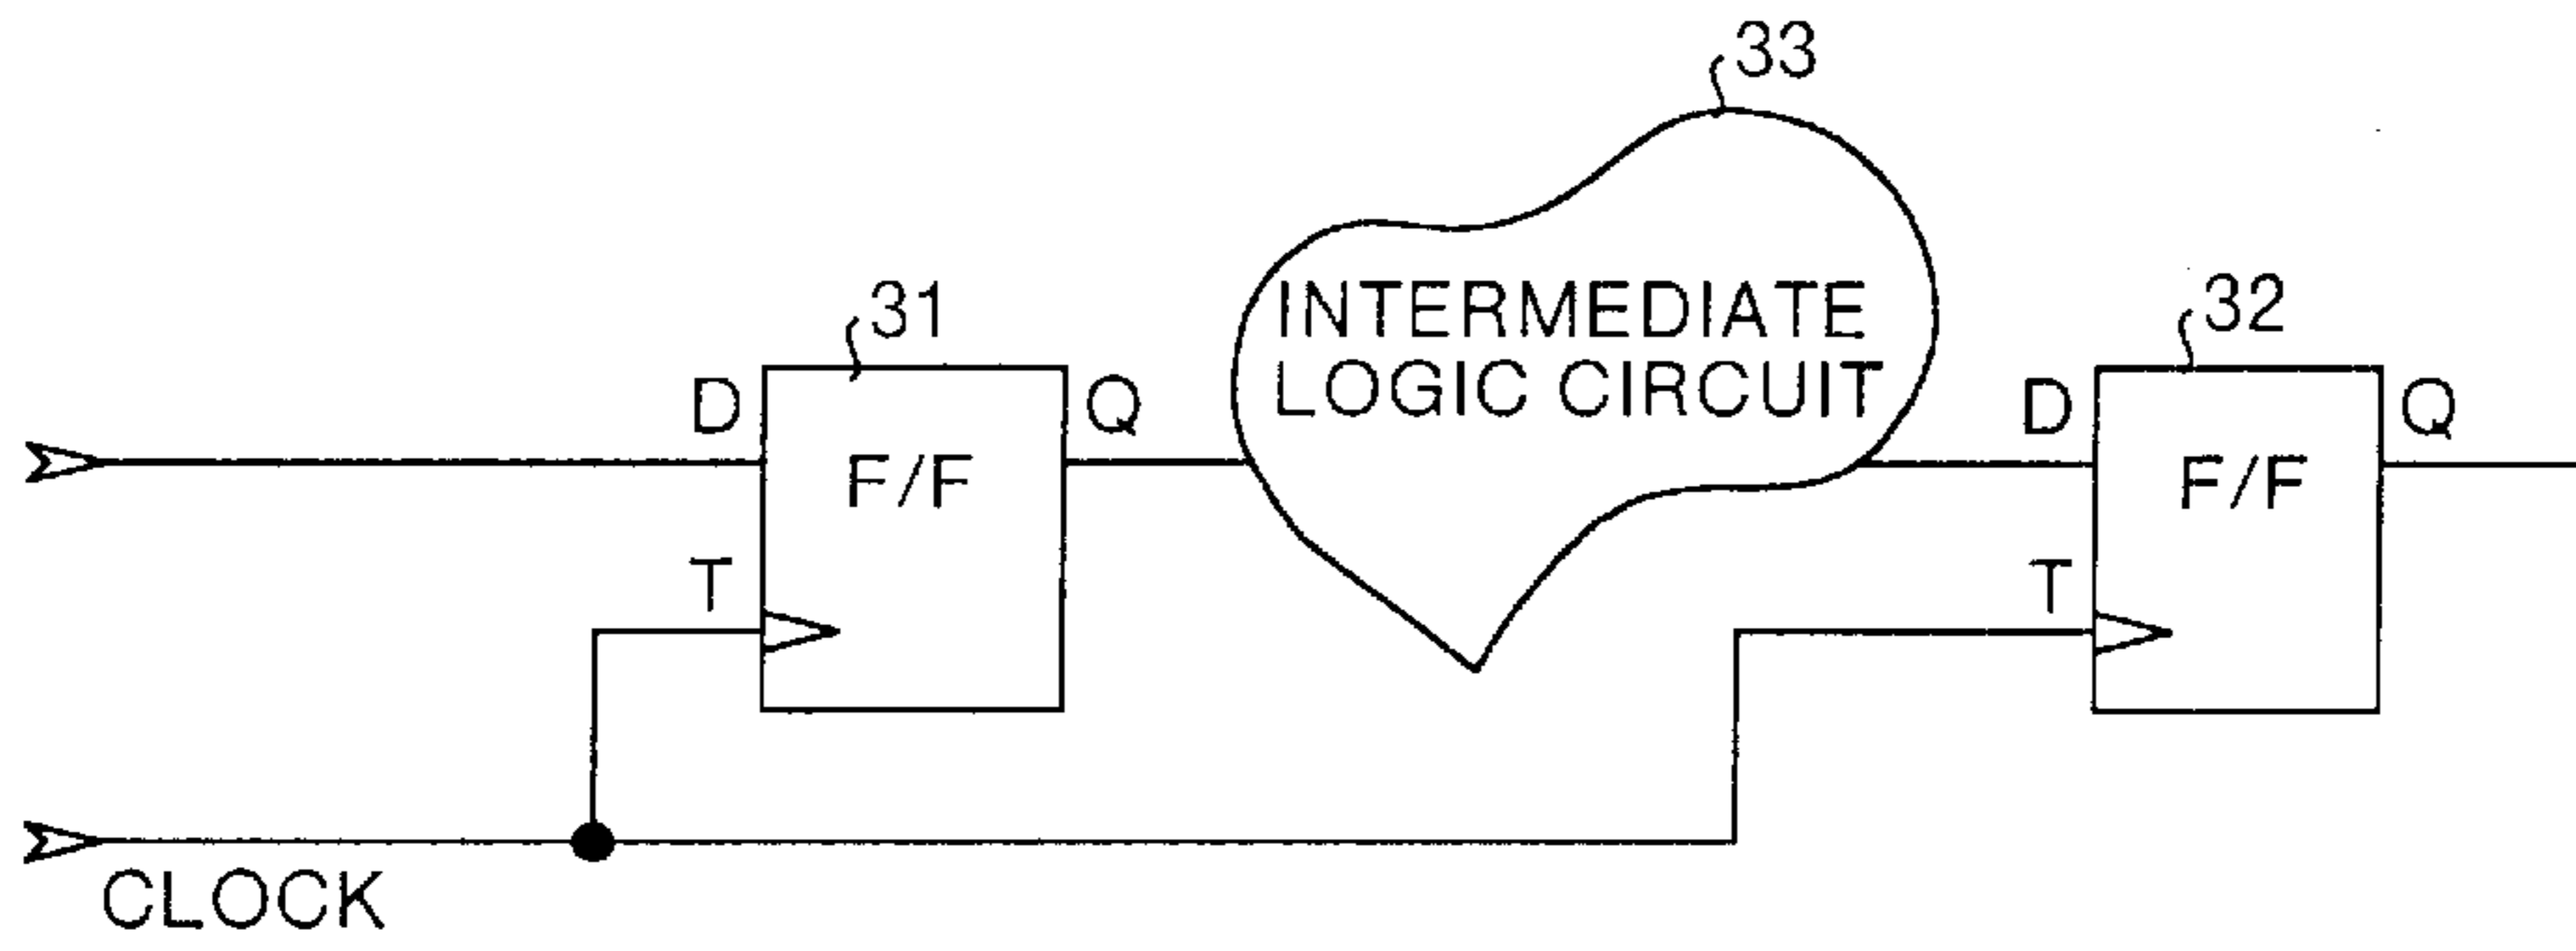 33
INTERMEDIATE
LOGIC CIRCUIT
31
32
D
Q
D
Q
F/F
F/F
T
T
CLOCK